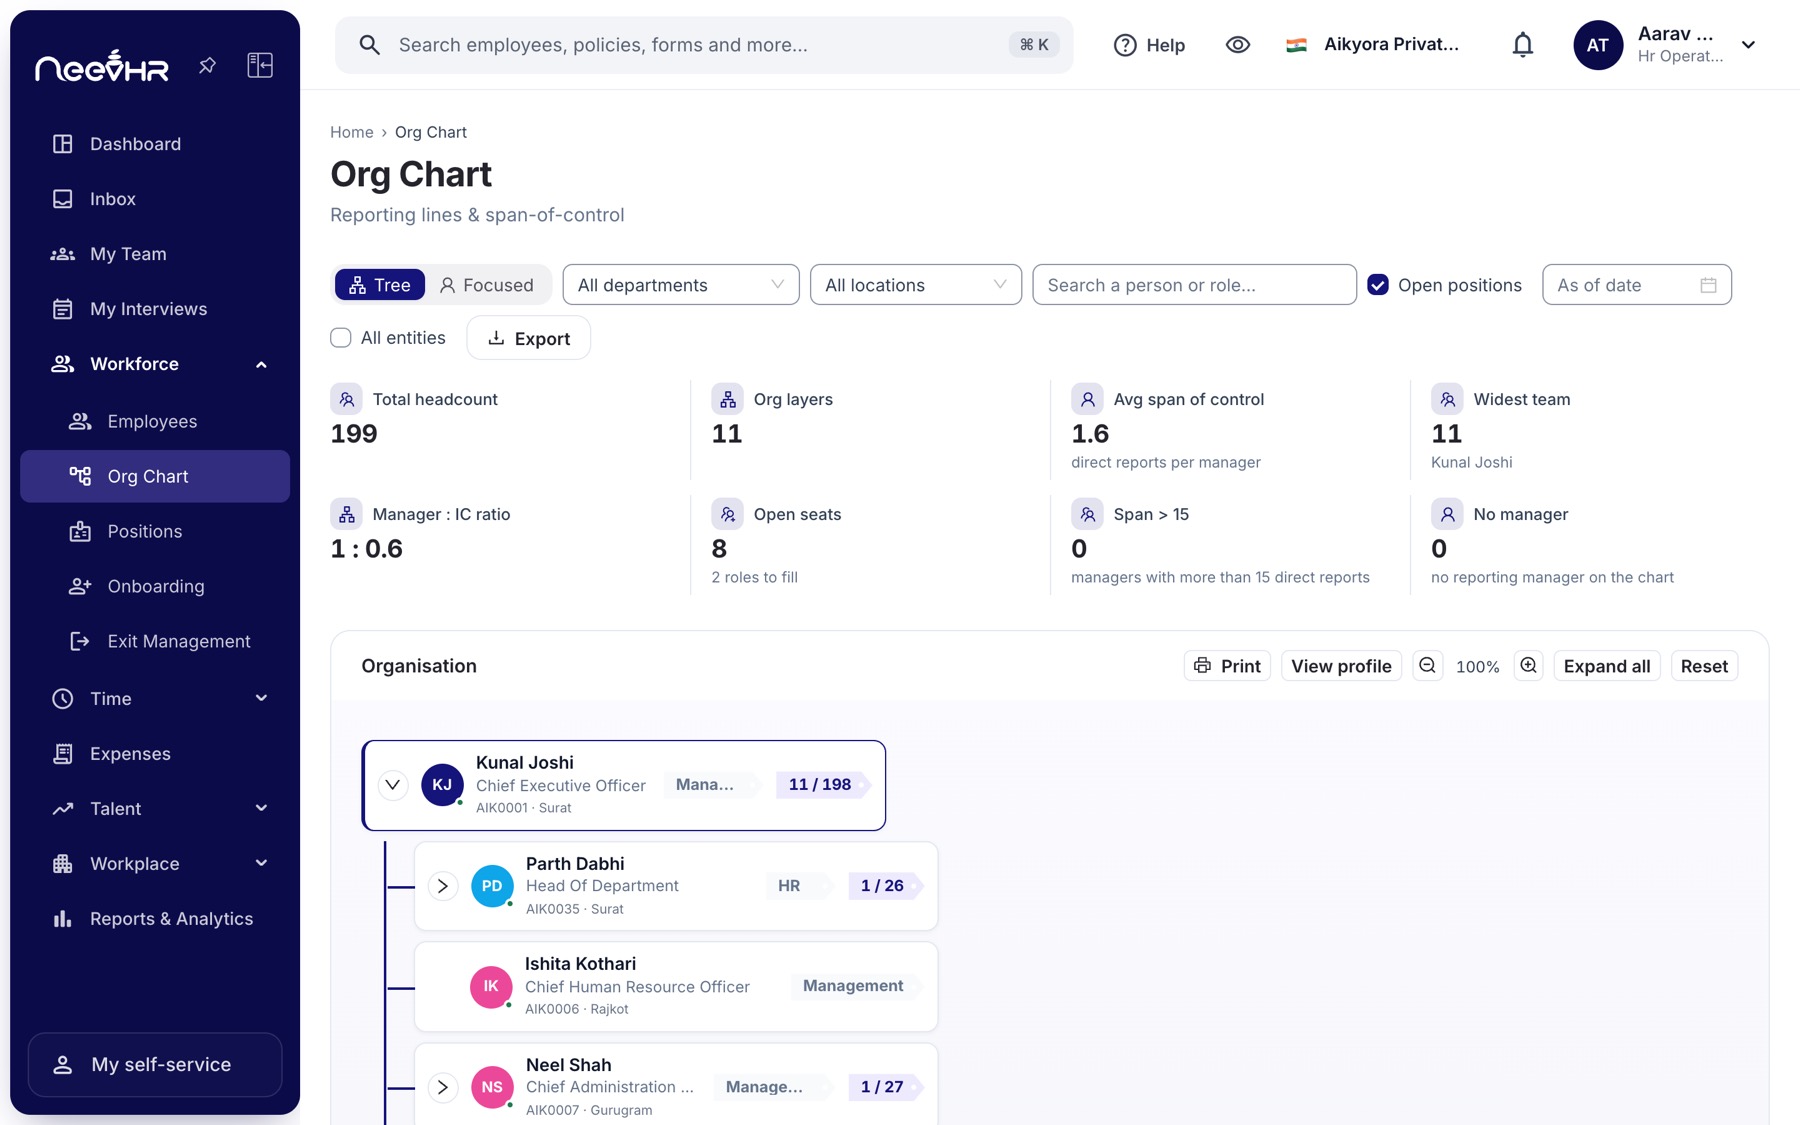 neevHR
Search employees, policies, forms and more...
⌘ K
Help
Aikyora Privat...
AT
Aarav ...
Hr Operat...
Dashboard
Inbox
My Team
My Interviews
Workforce
Employees
Org Chart
Positions
Onboarding
Exit Management
Time
Expenses
Talent
Workplace
Reports & Analytics
My self-service
Home › Org Chart
Org Chart
Reporting lines & span-of-control
Tree
Focused
All departments
All locations
Search a person or role...
Open positions
As of date
All entities
Export
Total headcount
199
Org layers
11
Avg span of control
1.6
direct reports per manager
Widest team
11
Kunal Joshi
Manager : IC ratio
1 : 0.6
Open seats
8
2 roles to fill
Span > 15
0
managers with more than 15 direct reports
No manager
0
no reporting manager on the chart
Organisation
Print
View profile
100%
Expand all
Reset
KJ
Kunal Joshi
Chief Executive Officer
AIK0001 · Surat
Mana...
11 / 198
PD
Parth Dabhi
Head Of Department
AIK0035 · Surat
HR
1 / 26
IK
Ishita Kothari
Chief Human Resource Officer
AIK0006 · Rajkot
Management
NS
Neel Shah
Chief Administration ...
AIK0007 · Gurugram
Manage...
1 / 27